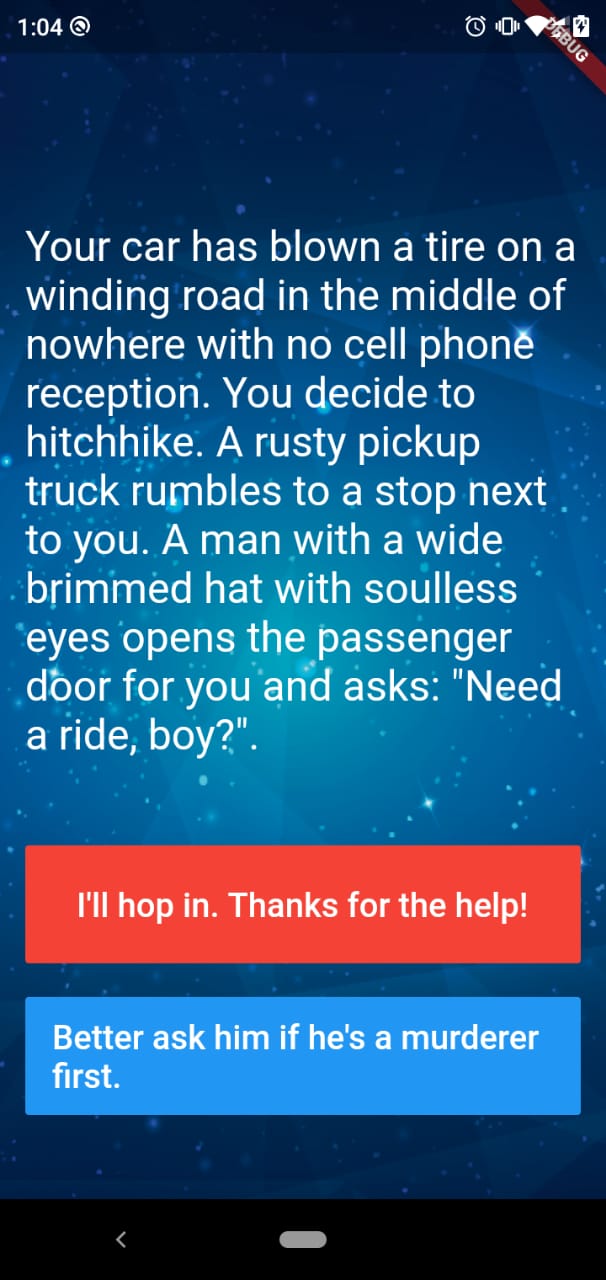 1:04
DEBUG
Your car has blown a tire on a
winding road in the middle of
nowhere with no cell phone
reception. You decide to
hitchhike. A rusty pickup
truck rumbles to a stop next
to you. A man with a wide
brimmed hat with soulless
eyes opens the passenger
door for you and asks: "Need
a ride, boy?".
I'll hop in. Thanks for the help!
Better ask him if he's a murderer
first.